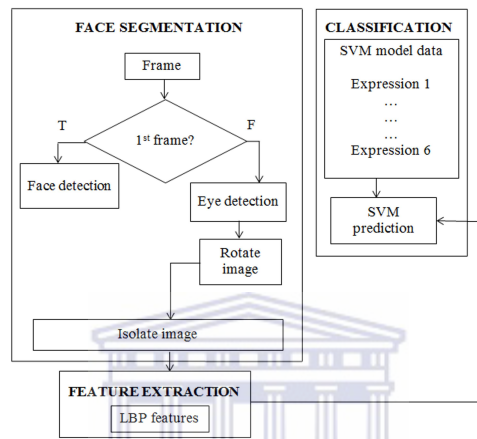 FACE SEGMENTATION
Frame
1st frame?
T
F
Face detection
Eye detection
Rotate
image
Isolate image
FEATURE EXTRACTION
LBP features
CLASSIFICATION
SVM model data
Expression 1
...
...
...
Expression 6
SVM
prediction